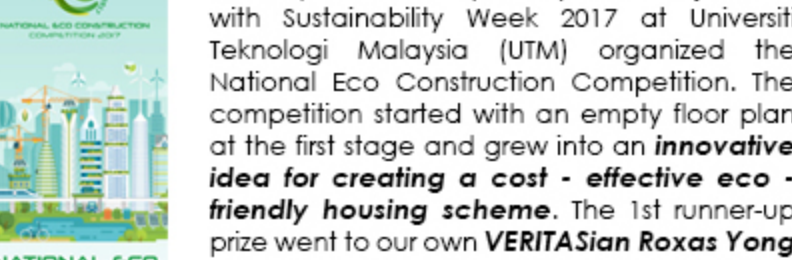 NATIONAL ECO CONSTRUCTION
COMPETITION 2017
with Sustainability Week 2017 at Universiti
Teknologi Malaysia (UTM) organized the
National Eco Construction Competition. The
competition started with an empty floor plan
at the first stage and grew into an innovative
idea for creating a cost - effective eco -
friendly housing scheme. The 1st runner-up
prize went to our own VERITASian Roxas Yong